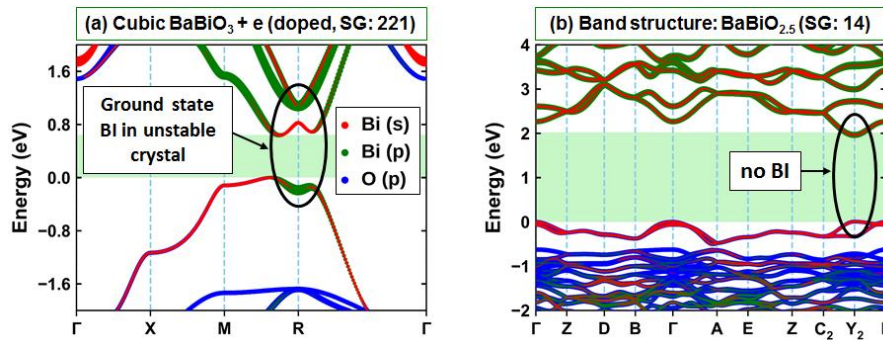 (a) Cubic BaBiO₃ + e (doped, SG: 221)
Energy (eV)
1.6
0.8
0.0
−0.8
−1.6
Ground state
BI in unstable
crystal
Bi (s)
Bi (p)
O (p)
Γ X M R Γ
(b) Band structure: BaBiO₂.₅ (SG: 14)
Energy (eV)
4
3
2
1
0
−1
−2
no BI
Γ Z D B Γ A E Z C₂ Y₂